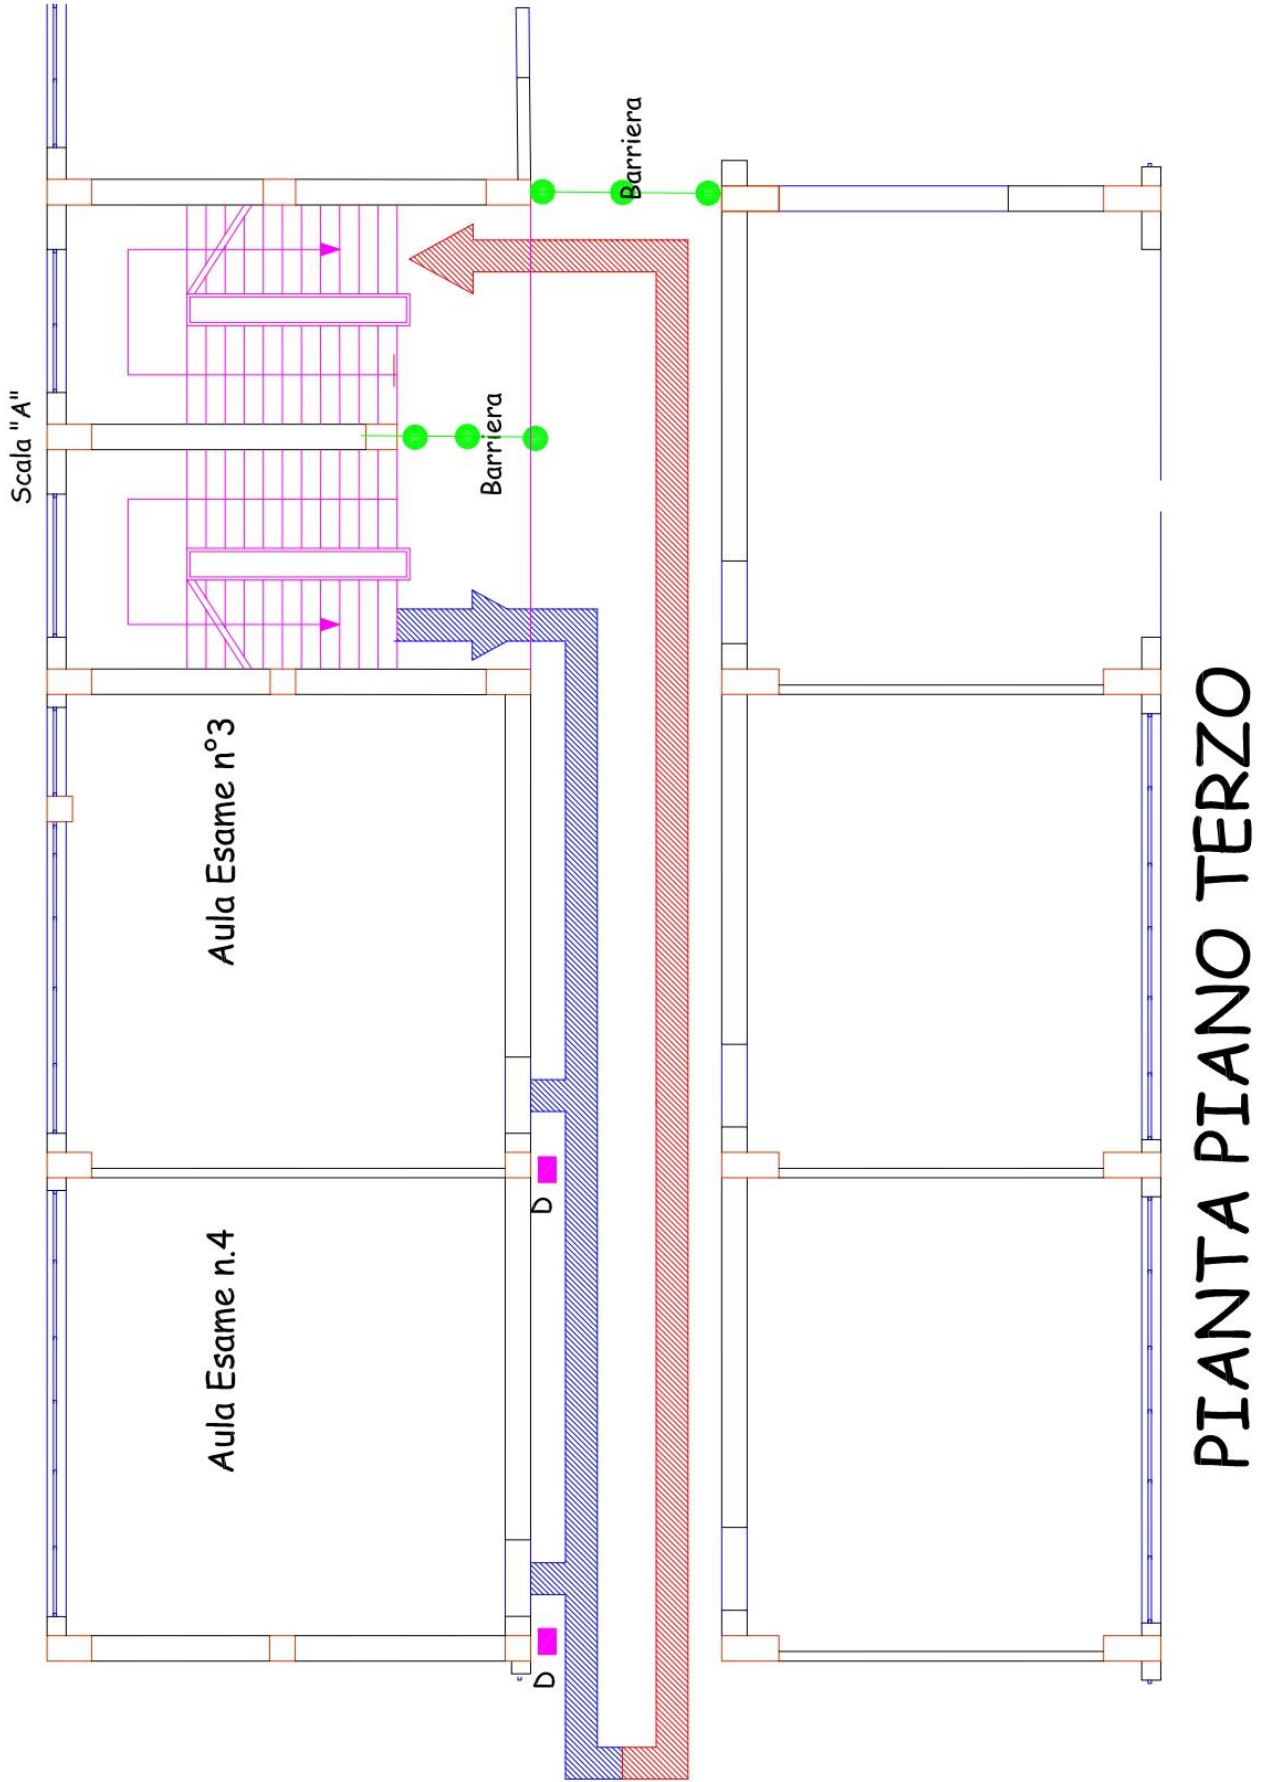 Scala "A"
Aula Esame n.4
Aula Esame n°3
Barriera
Barriera
D
D
PIANTA PIANO TERZO